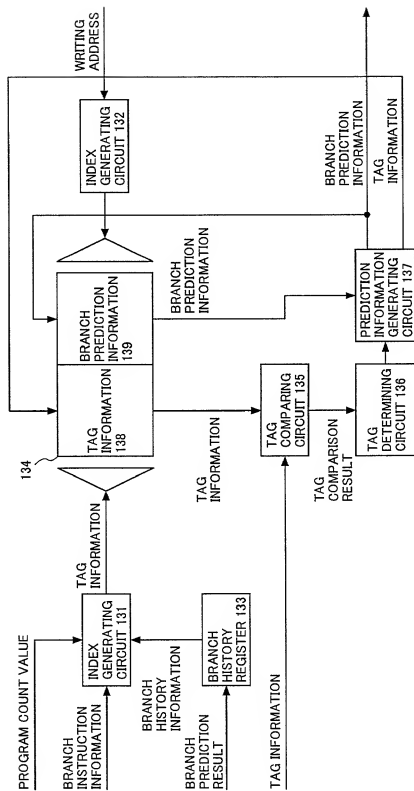 PROGRAM COUNT VALUE
BRANCH
INSTRUCTION
INFORMATION
INDEX
GENERATING
CIRCUIT 131
BRANCH
HISTORY
INFORMATION
BRANCH
PREDICTION
RESULT
BRANCH
HISTORY
REGISTER 133
TAG INFORMATION
TAG
INFORMATION
134
TAG
INFORMATION
138
BRANCH
PREDICTION
INFORMATION
139
INDEX
GENERATING
CIRCUIT 132
WRITING
ADDRESS
TAG
INFORMATION
BRANCH
PREDICTION
INFORMATION
TAG
COMPARING
CIRCUIT 135
TAG
COMPARISON
RESULT
TAG
DETERMINING
CIRCUIT 136
PREDICTION
INFORMATION
GENERATING
CIRCUIT 137
BRANCH
PREDICTION
INFORMATION
TAG
INFORMATION